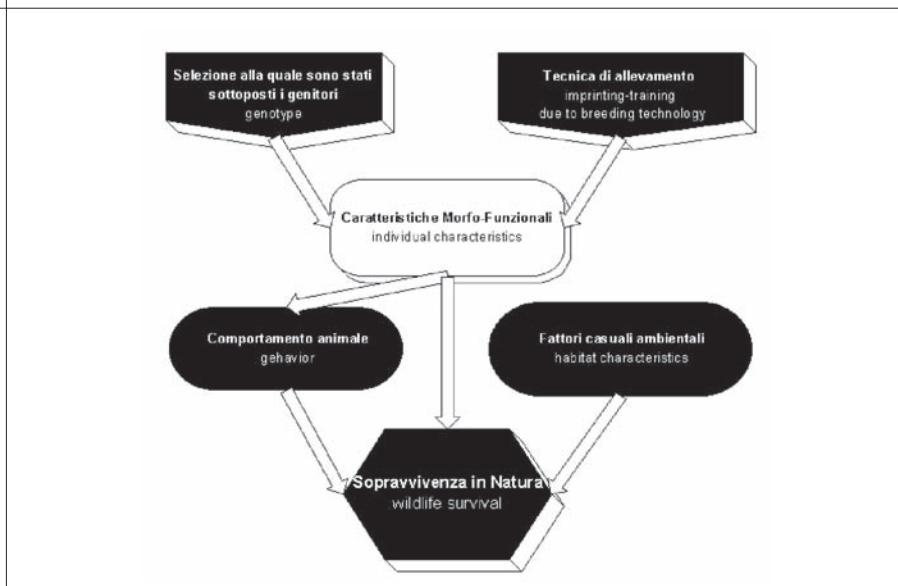 Selezione alla quale sono stati
sottoposti i genitori
genotype
Tecnica di allevamento
imprinting-training
due to breeding technology
Caratteristiche Morfo-Funzionali
individual characteristics
Comportamento animale
gehavior
Fattori casuali ambientali
habitat characteristics
Sopravvivenza in Natura
wildlife survival